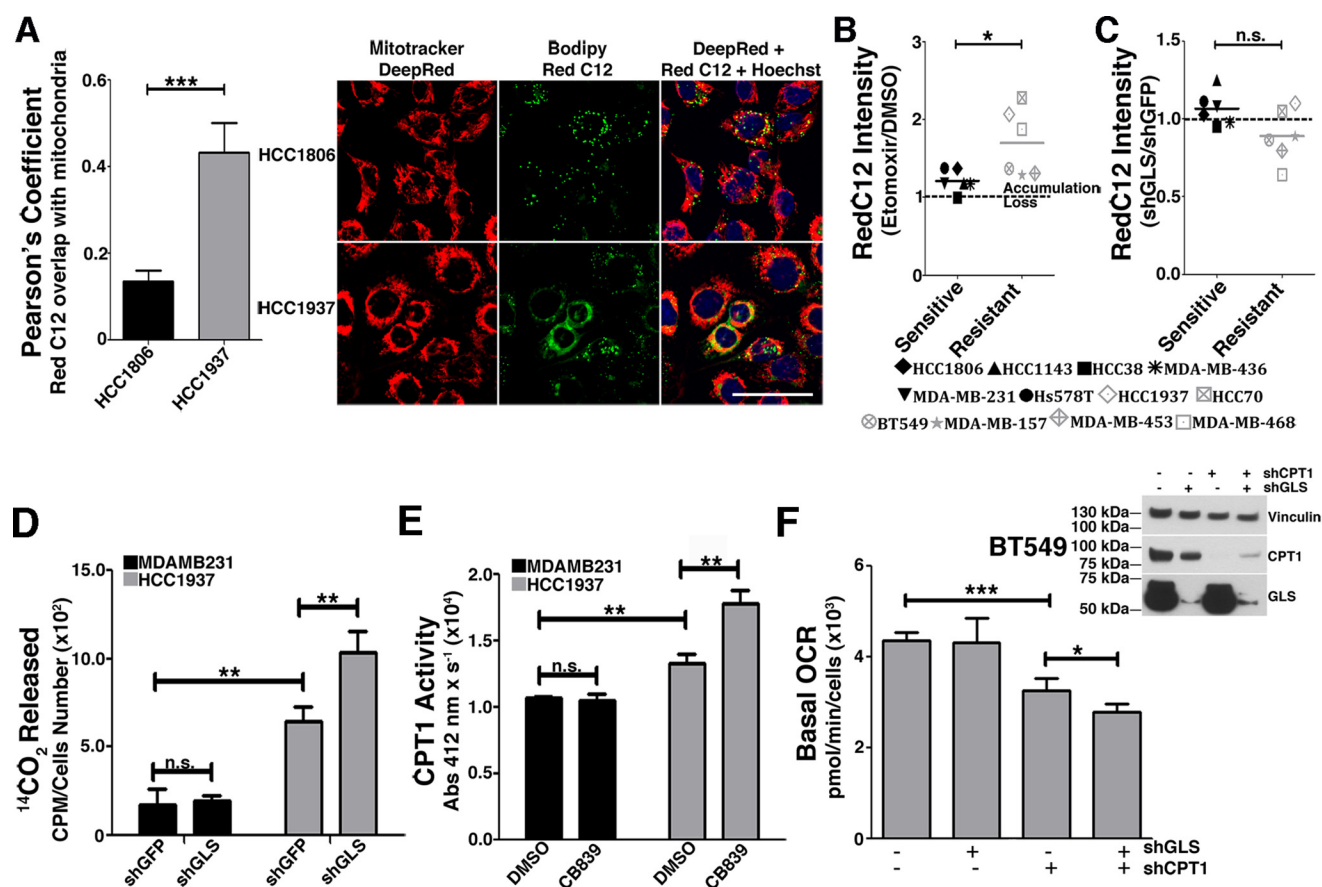 A
Pearson's Coefficient
Red C12 overlap with mitochondria
0.6
0.4
0.2
0
***
HCC1806
HCC1937
Mitotracker
DeepRed
Bodipy
Red C12
DeepRed +
Red C12 + Hoechst
HCC1806
HCC1937
B
RedC12 Intensity
(Etomoxir/DMSO)
3
2
1
0
*
Accumulation
Loss
Sensitive
Resistant
C
RedC12 Intensity
(shGLS/shGFP)
1.5
1.0
0.5
0.0
n.s.
Sensitive
Resistant
HCC1806 HCC1143 HCC38 MDA-MB-436
MDA-MB-231 Hs578T HCC1937 HCC70
BT549 MDA-MB-157 MDA-MB-453 MDA-MB-468
D
MDAMB231
HCC1937
¹⁴CO₂ Released
CPM/Cells Number (x10²)
15.0
10.0
5.0
0
n.s.
**
**
shGFP
shGLS
shGFP
shGLS
E
MDAMB231
HCC1937
CPT1 Activity
Abs 412 nm x s⁻¹ (x10⁴)
2.0
1.5
1.0
0.5
0.0
n.s.
**
**
DMSO
CB839
DMSO
CB839
F
BT549
Basal OCR
pmol/min/cells (x10³)
6
4
2
0
***
*
- + - + shGLS
- - + + shCPT1
- - + + shCPT1
- + - + shGLS
130 kDa
100 kDa
Vinculin
100 kDa
75 kDa
CPT1
75 kDa
50 kDa
GLS